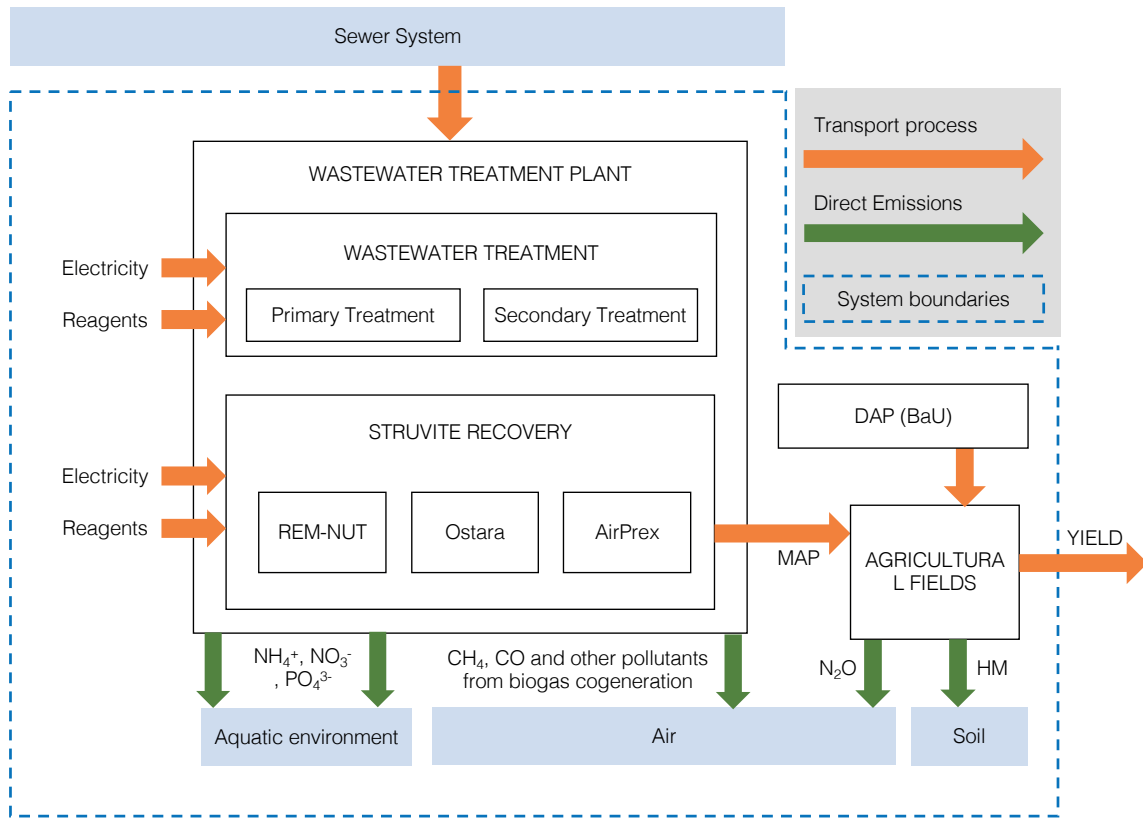 Sewer System
Transport process
Direct Emissions
System boundaries
WASTEWATER TREATMENT PLANT
WASTEWATER TREATMENT
Electricity
Reagents
Primary Treatment
Secondary Treatment
STRUVITE RECOVERY
Electricity
Reagents
REM-NUT
Ostara
AirPrex
MAP
DAP (BaU)
AGRICULTURA
L FIELDS
YIELD
NH₄⁺, NO₃⁻
, PO₄³⁻
CH₄, CO and other pollutants
from biogas cogeneration
N₂O
HM
Aquatic environment
Air
Soil